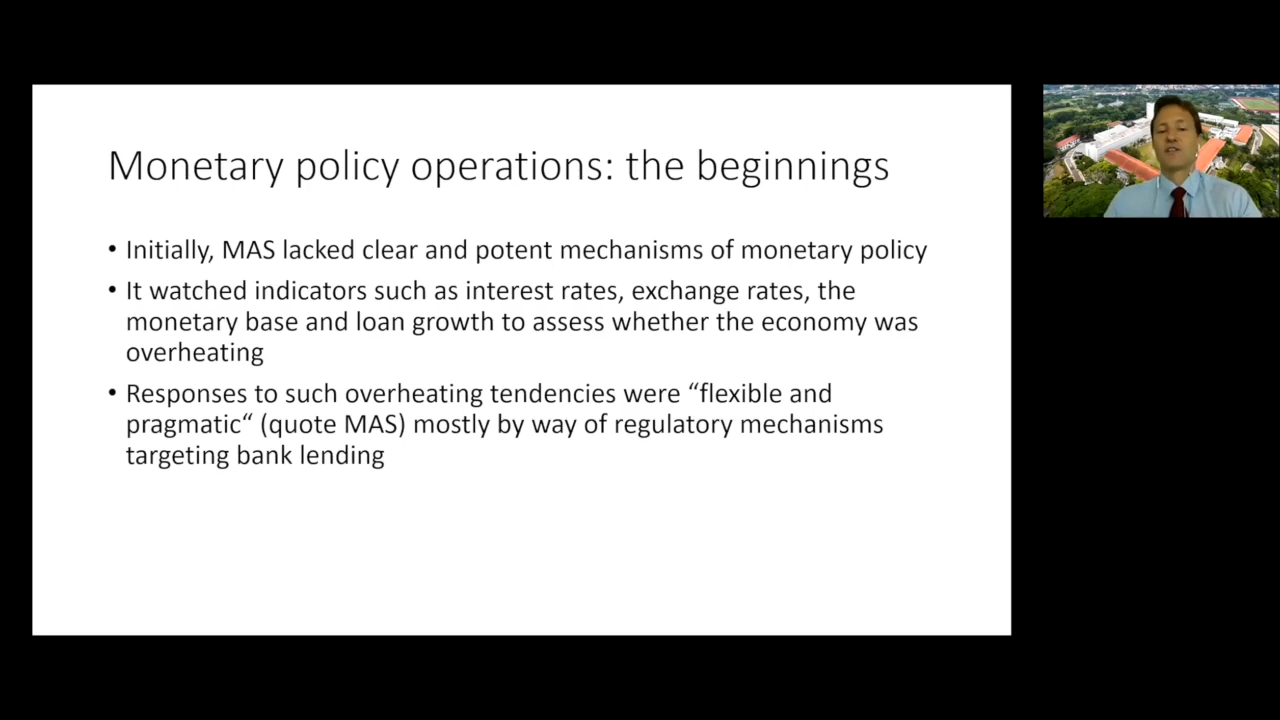 Monetary policy operations: the beginnings
• Initially, MAS lacked clear and potent mechanisms of monetary policy
• It watched indicators such as interest rates, exchange rates, the
monetary base and loan growth to assess whether the economy was
overheating
• Responses to such overheating tendencies were “flexible and
pragmatic“ (quote MAS) mostly by way of regulatory mechanisms
targeting bank lending